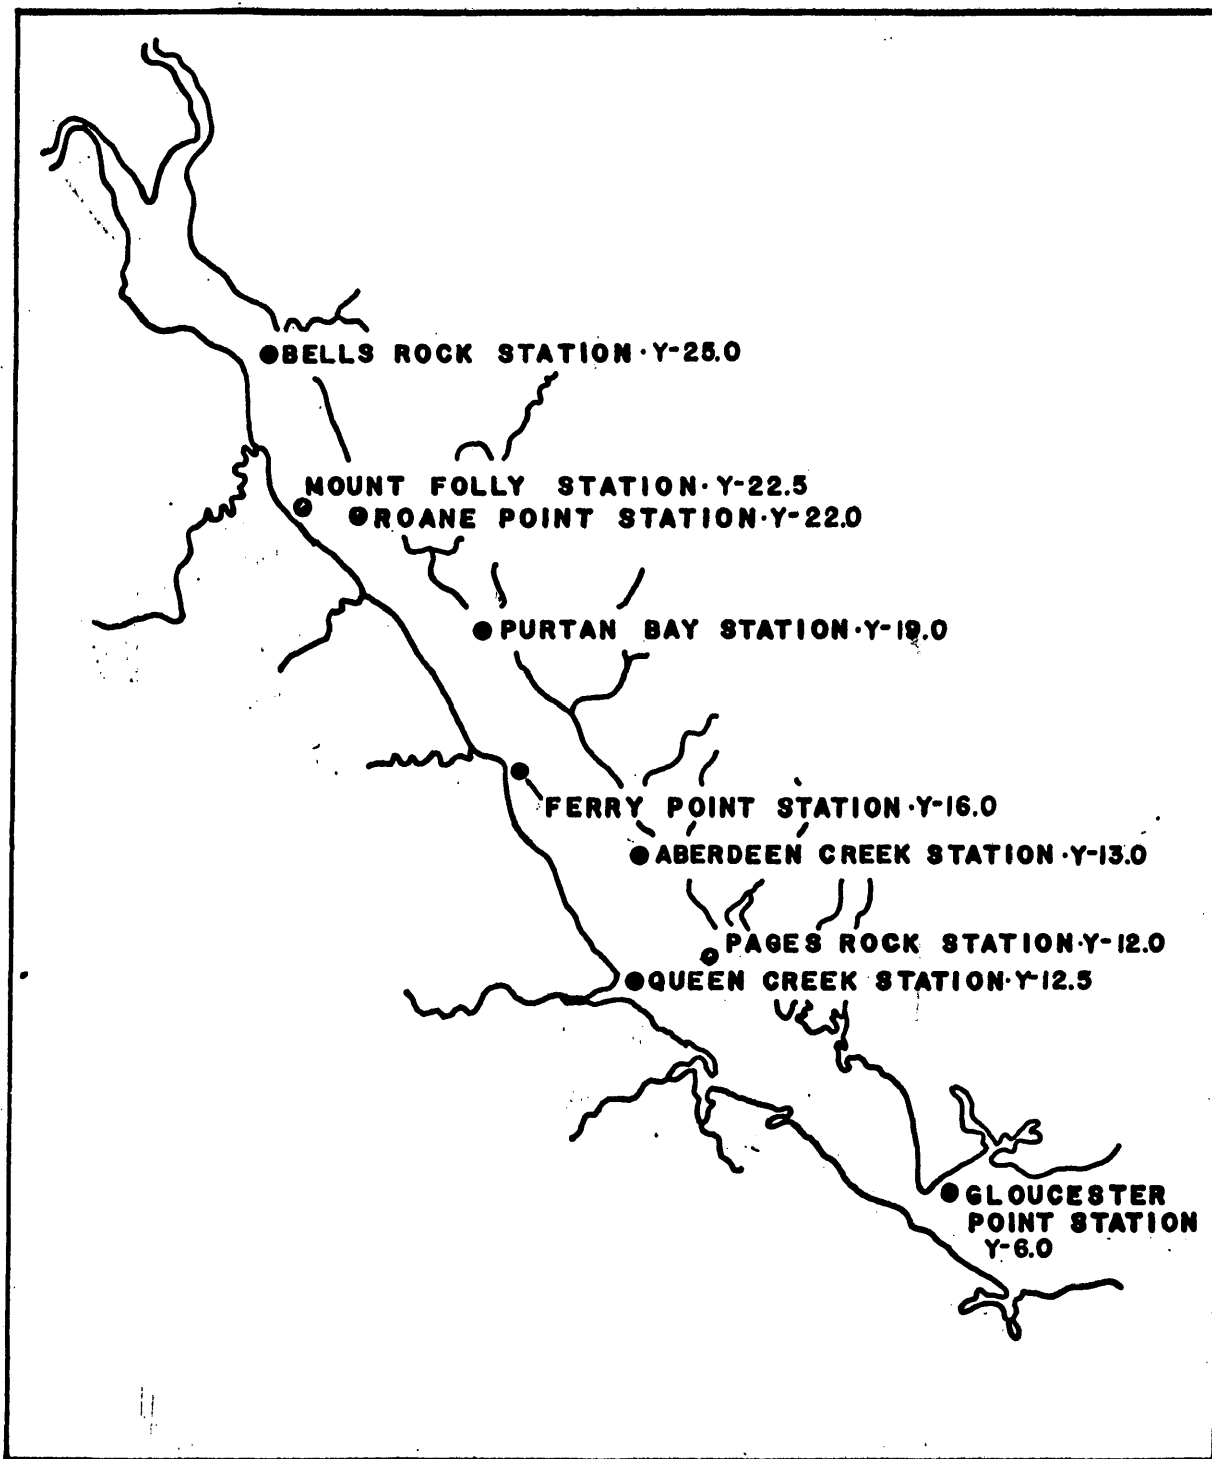 BELLS ROCK STATION·Y-25.0
MOUNT FOLLY STATION·Y-22.5
ROANE POINT STATION·Y-22.0
PURTAN BAY STATION·Y-19.0
FERRY POINT STATION·Y-16.0
ABERDEEN CREEK STATION·Y-13.0
PAGES ROCK STATION·Y-12.0
QUEEN CREEK STATION·Y-12.5
GLOUCESTER
POINT STATION
Y-6.0